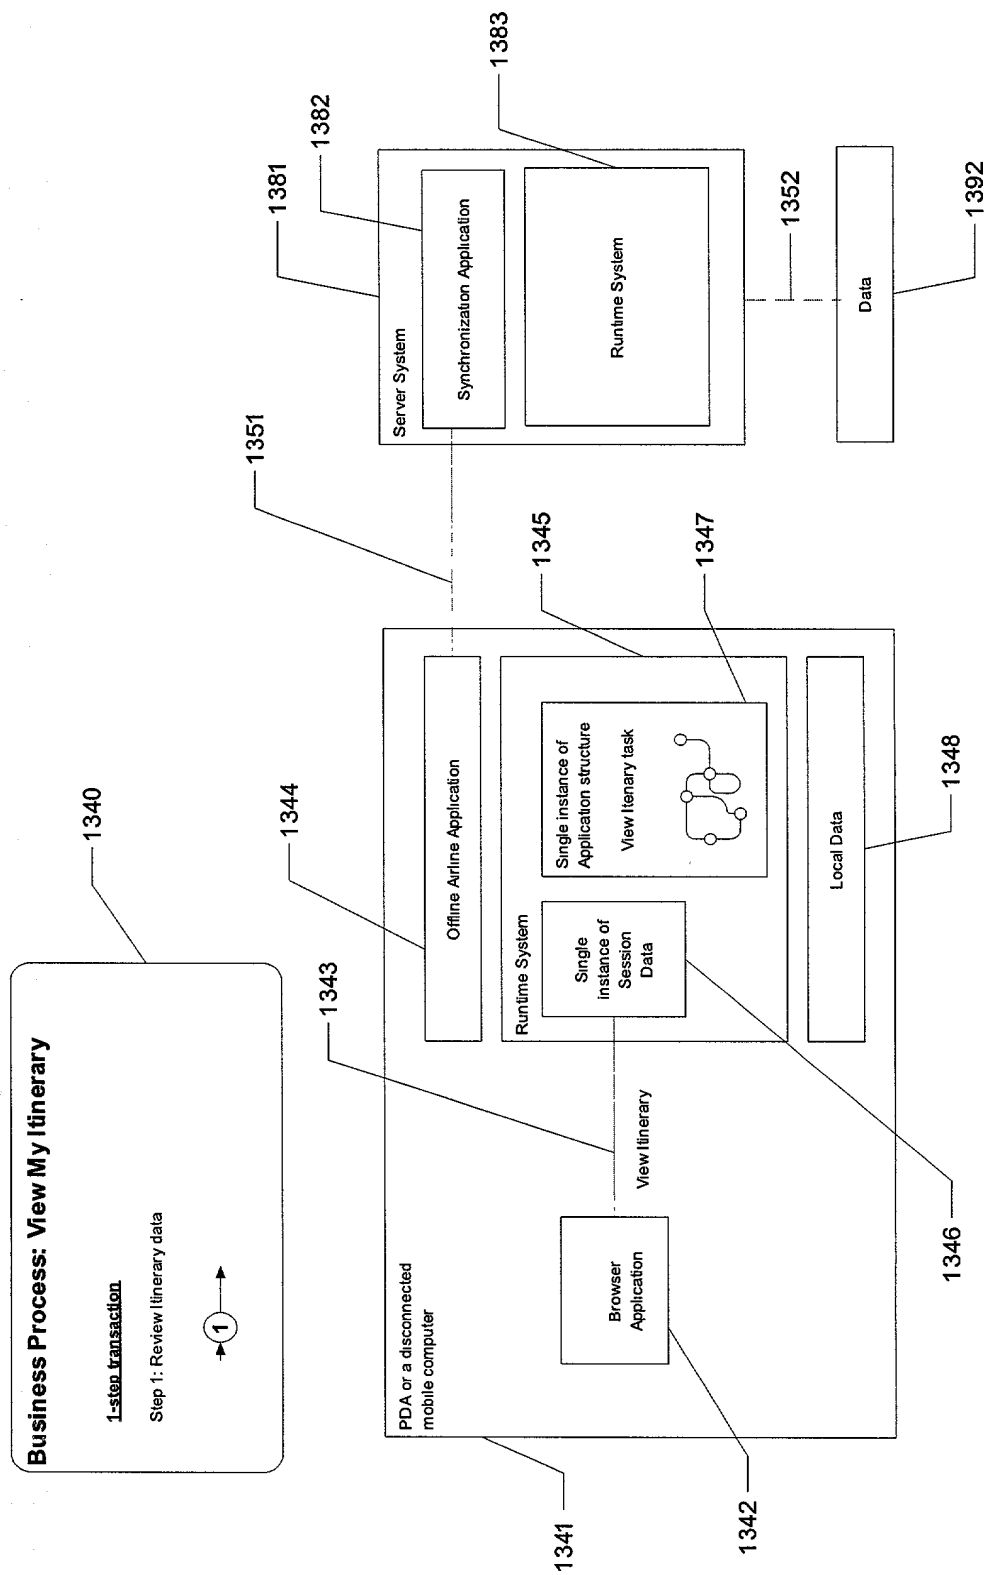 Business Process: View My Itinerary
1-step transaction
Step 1: Review Itinerary data
1
1340
PDA or a disconnected
mobile computer
1341
Browser
Application
1342
View Itinerary
1343
Offline Airline Application
1344
Runtime System
1345
Single
instance of
Session
Data
1346
Single instance of
Application structure
View Itenerary task
1347
Local Data
1348
1351
Server System
1381
Synchronization Application
1382
Runtime System
1383
1352
Data
1392